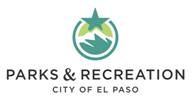 PARKS & RECREATION
CITY OF EL PASO